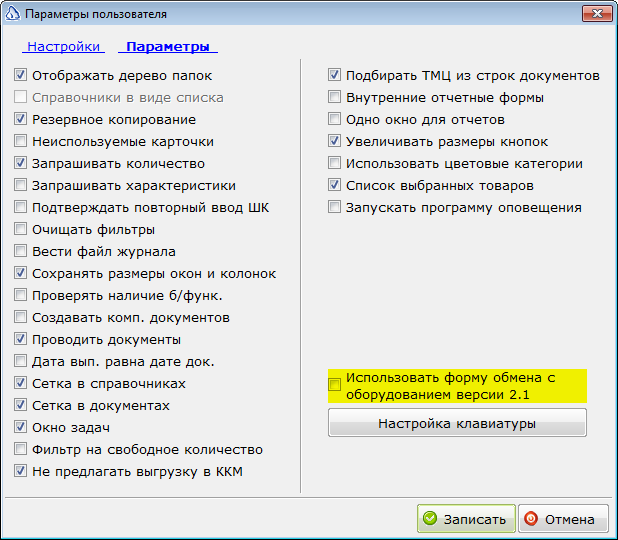 Параметры пользователя
Настройки
Параметры
Отображать дерево папок
Справочники в виде списка
Резервное копирование
Неиспользуемые карточки
Запрашивать количество
Запрашивать характеристики
Подтверждать повторный ввод ШК
Очищать фильтры
Вести файл журнала
Сохранять размеры окон и колонок
Проверять наличие б/функ.
Создавать комп. документов
Проводить документы
Дата вып. равна дате док.
Сетка в справочниках
Сетка в документах
Окно задач
Фильтр на свободное количество
Не предлагать выгрузку в ККМ
Подбирать ТМЦ из строк документов
Внутренние отчетные формы
Одно окно для отчетов
Увеличивать размеры кнопок
Использовать цветовые категории
Список выбранных товаров
Запускать программу оповещения
Использовать форму обмена с
оборудованием версии 2.1
Настройка клавиатуры
Записать
Отмена